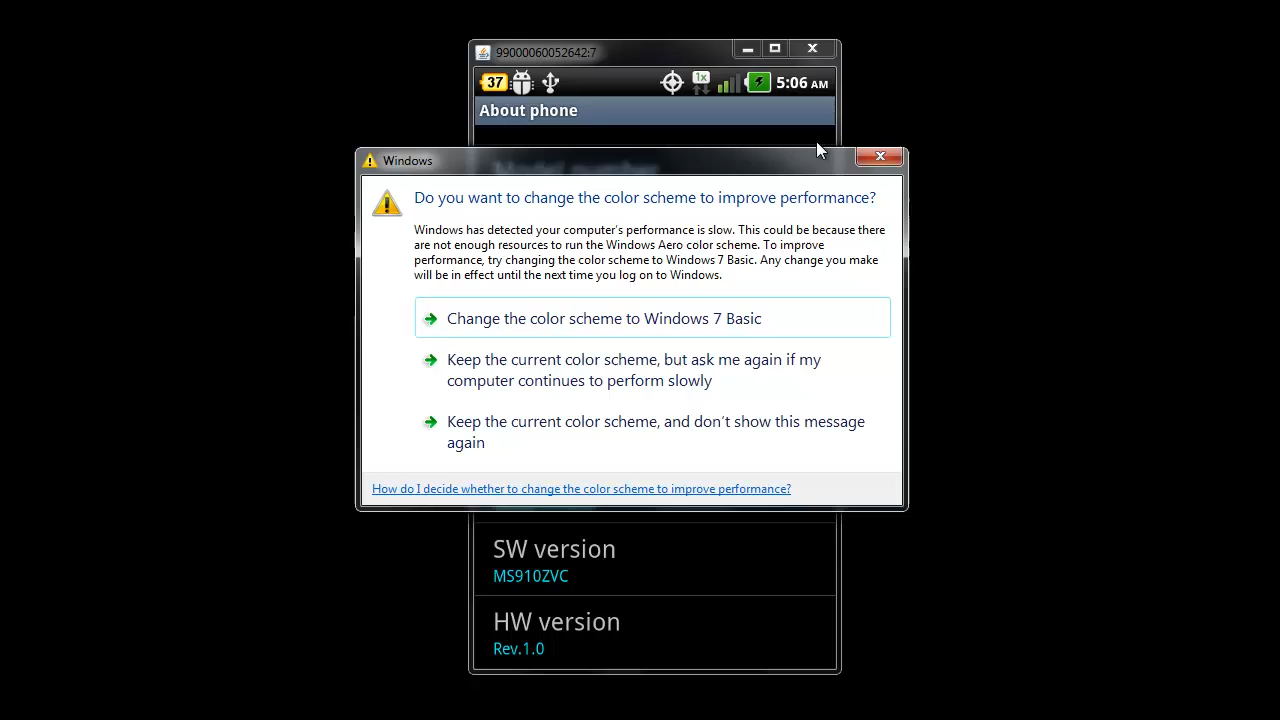 99000060052642:7
37
1x
5:06 AM
About phone
Model number
Windows
Do you want to change the color scheme to improve performance?
Windows has detected your computer's performance is slow. This could be because there
are not enough resources to run the Windows Aero color scheme. To improve
performance, try changing the color scheme to Windows 7 Basic. Any change you make
will be in effect until the next time you log on to Windows.
Change the color scheme to Windows 7 Basic
Keep the current color scheme, but ask me again if my
computer continues to perform slowly
Keep the current color scheme, and don't show this message
again
How do I decide whether to change the color scheme to improve performance?
SW version
MS910ZVC
HW version
Rev.1.0